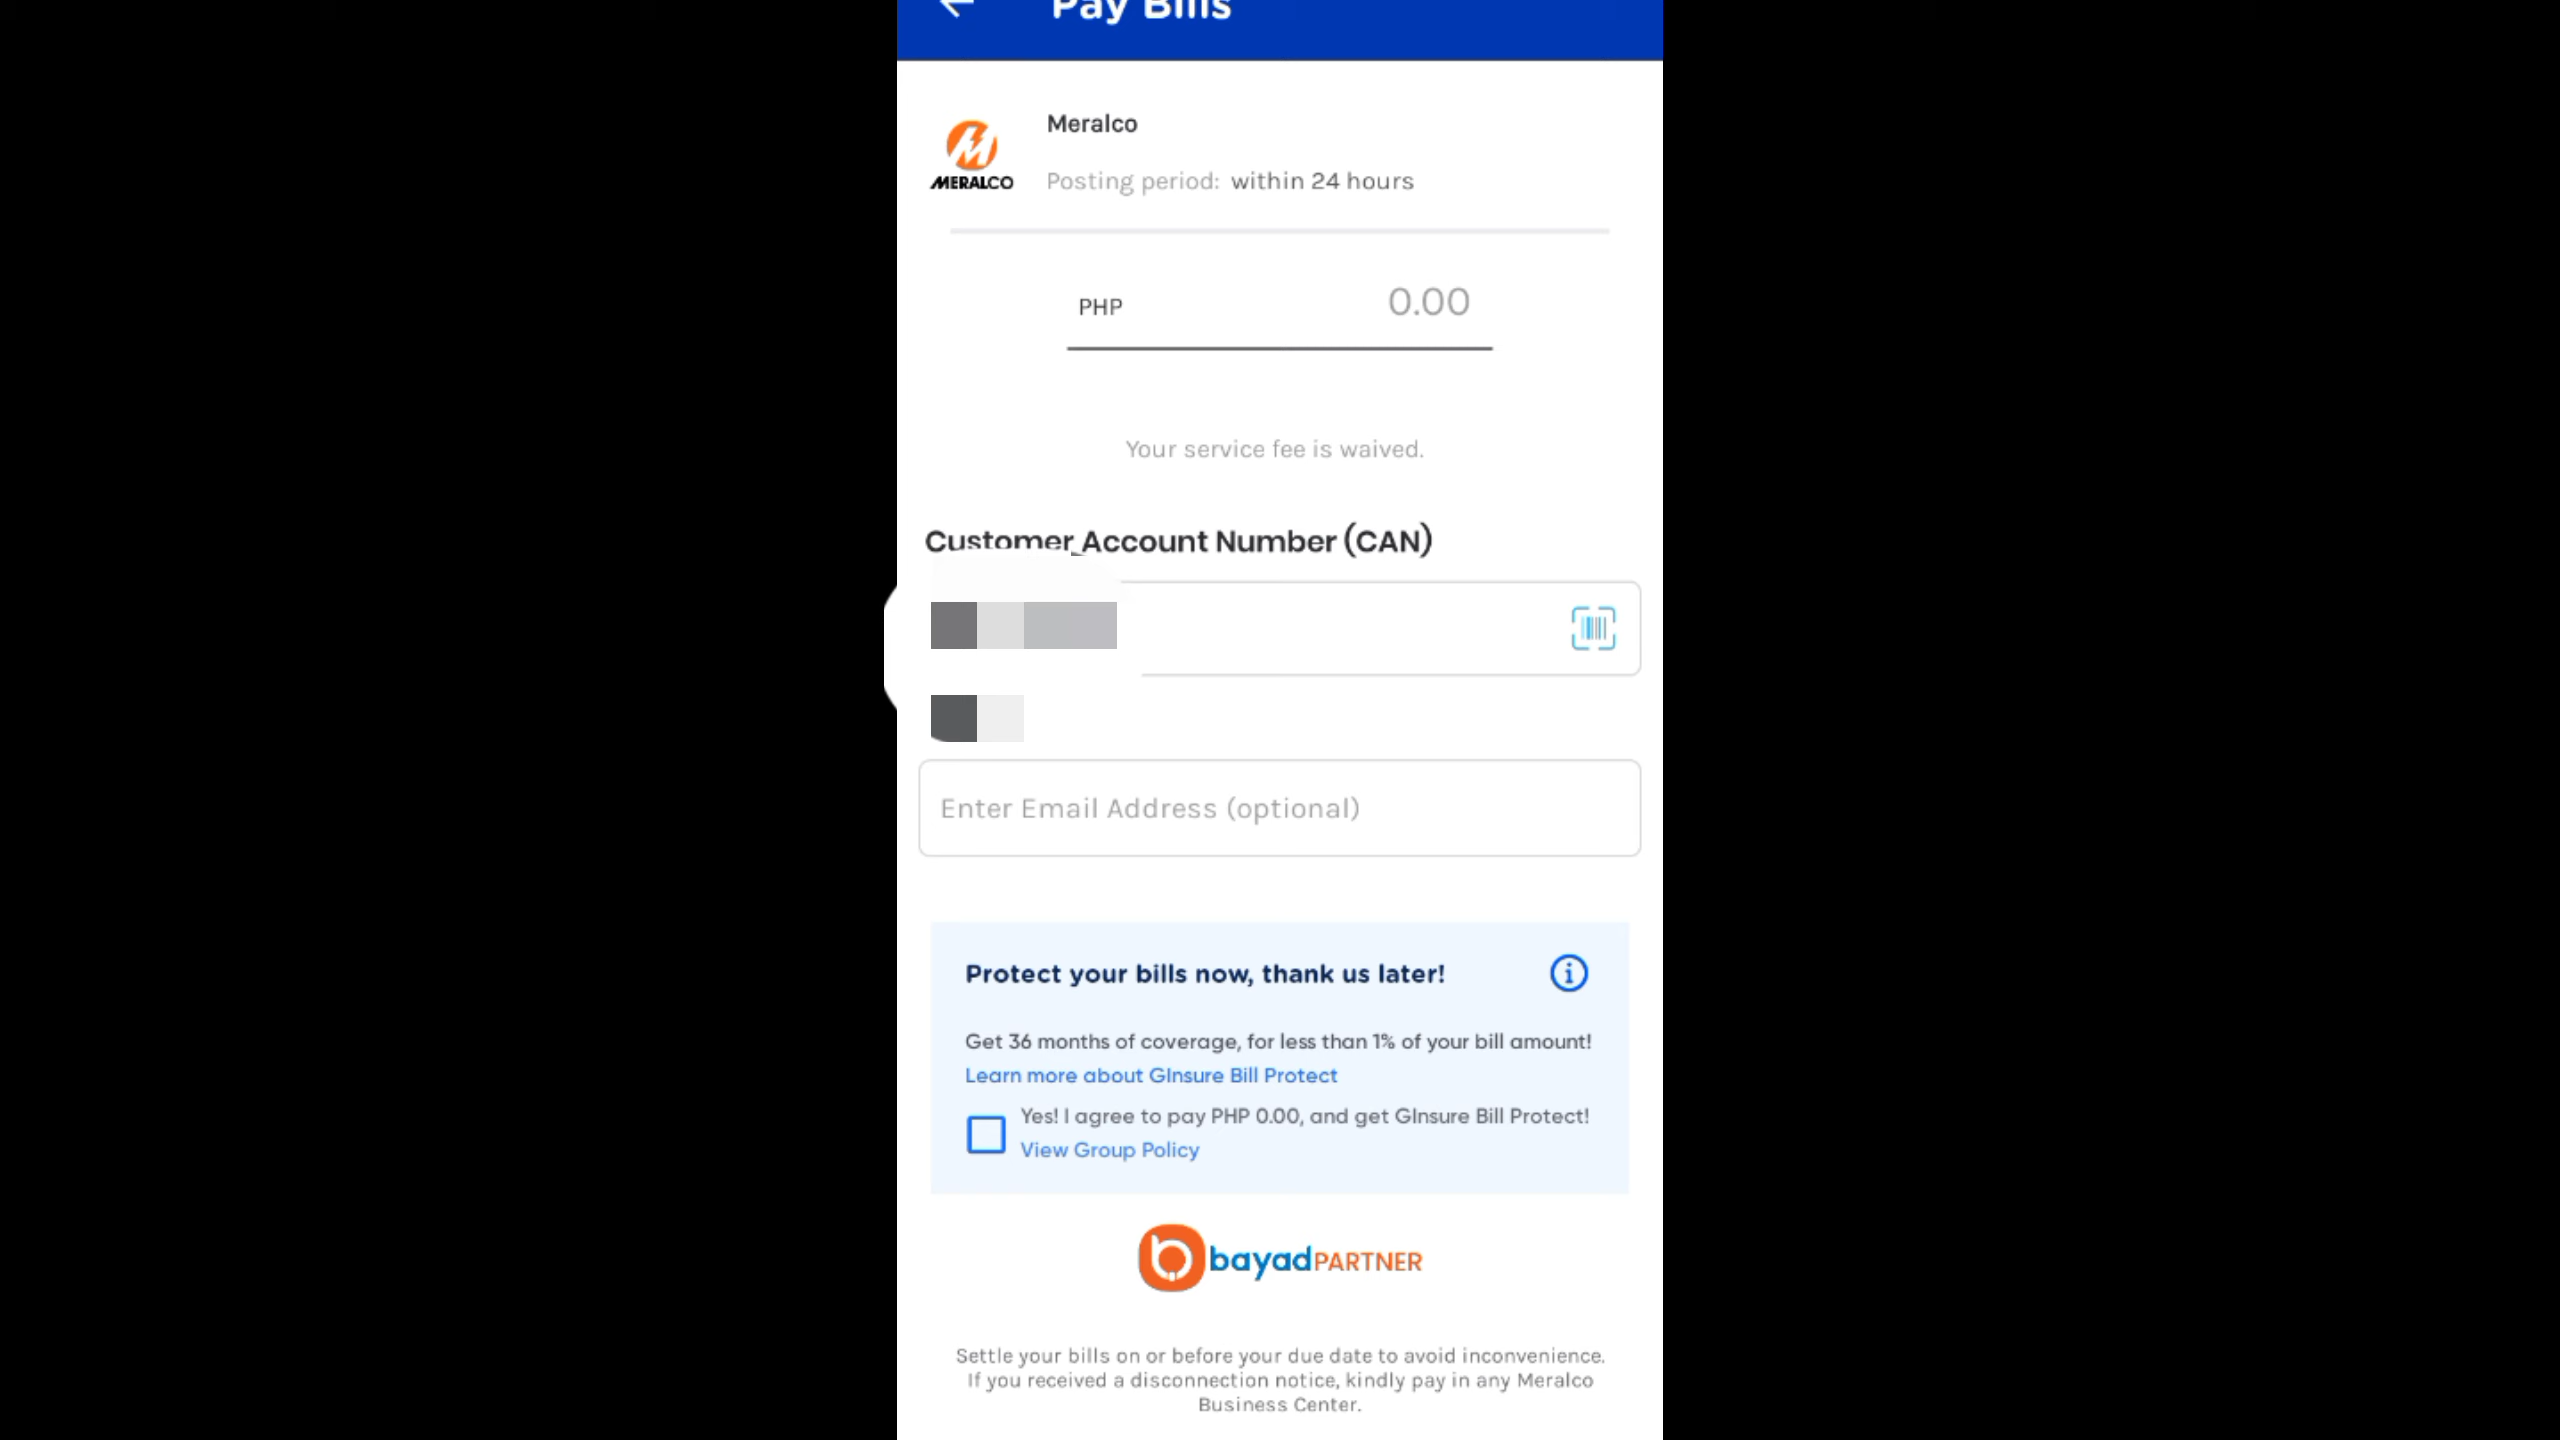 Pay Bills
Meralco
MERALCO
Posting period: within 24 hours
PHP 0.00
Your service fee is waived.
Customer Account Number (CAN)
Enter Email Address (optional)
Protect your bills now, thank us later!
Get 36 months of coverage, for less than 1% of your bill amount!
Learn more about GInsure Bill Protect
Yes! I agree to pay PHP 0.00, and get GInsure Bill Protect!
View Group Policy
bayad PARTNER
Settle your bills on or before your due date to avoid inconvenience.
If you received a disconnection notice, kindly pay in any Meralco
Business Center.